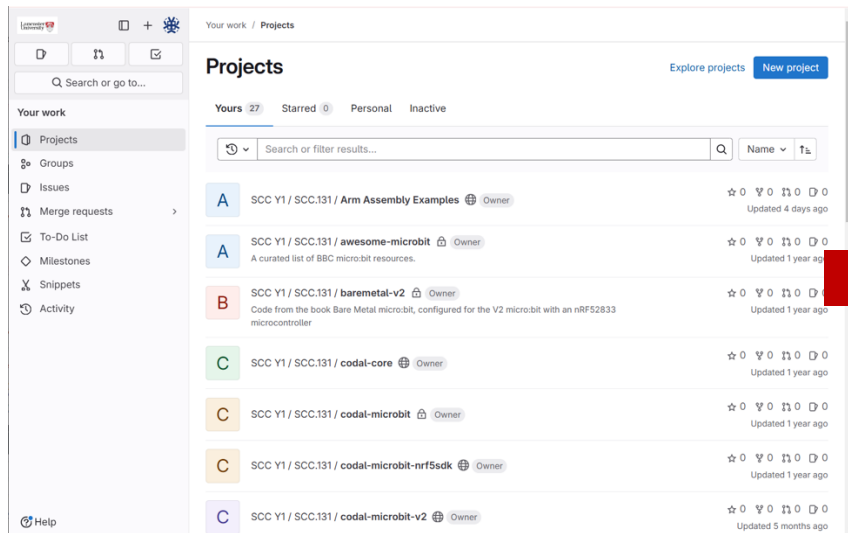 Lancaster
University
Your work / Projects
Search or go to...
Projects
Explore projects
New project
Your work
Yours 27 Starred 0 Personal Inactive
Projects
Groups
Issues
Merge requests
To-Do List
Milestones
Snippets
Activity
Help
Search or filter results...
Name
A
SCC Y1 / SCC.131 / Arm Assembly Examples Owner
0 0 0 0
Updated 4 days ago
A
SCC Y1 / SCC.131 / awesome-microbit Owner
A curated list of BBC micro:bit resources.
0 0 0 0
Updated 1 year ago
B
SCC Y1 / SCC.131 / baremetal-v2 Owner
Code from the book Bare Metal micro:bit, configured for the V2 micro:bit with an nRF52833
microcontroller
0 0 0
Updated 1 year ago
C
SCC Y1 / SCC.131 / codal-core Owner
0 0 0 0
Updated 1 year ago
C
SCC Y1 / SCC.131 / codal-microbit Owner
0 0 0 0
Updated 1 year ago
C
SCC Y1 / SCC.131 / codal-microbit-nrf5sdk Owner
0 0 0 0
Updated 1 year ago
C
SCC Y1 / SCC.131 / codal-microbit-v2 Owner
0 0 0 0
Updated 5 months ago